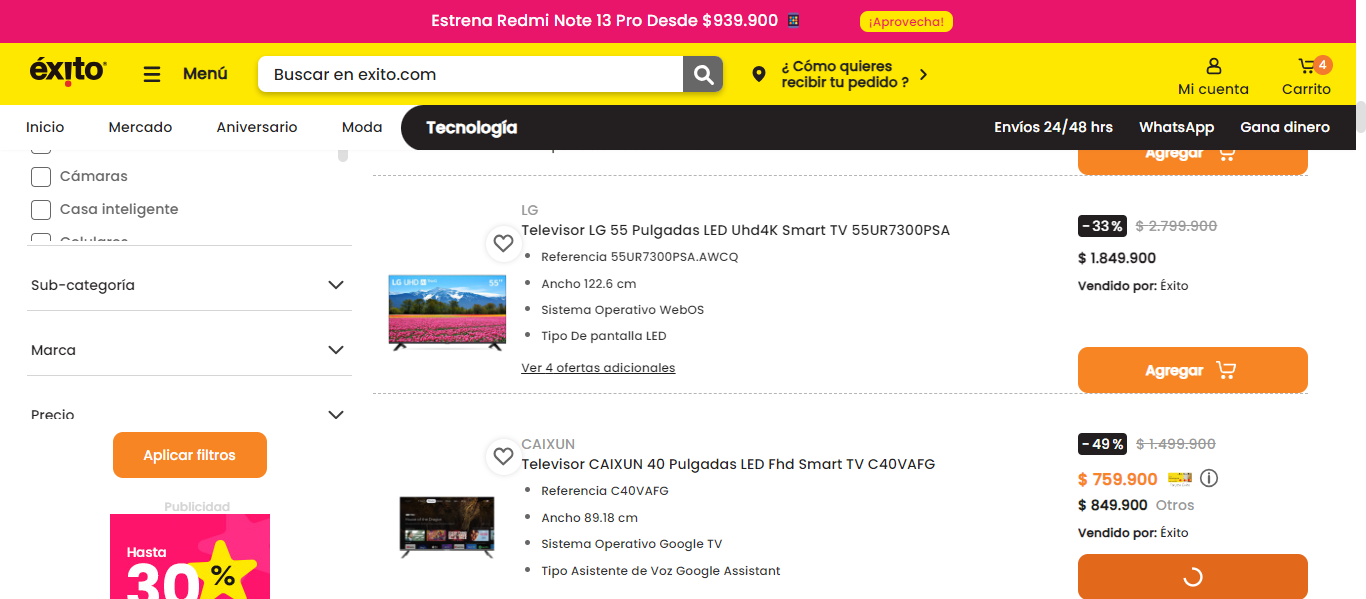 Estrena Redmi Note 13 Pro Desde $939.900 ¡Aprovecha!
éxito
Menú
Buscar en exito.com
¿ Cómo quieres
recibir tu pedido ?
Mi cuenta
4
Carrito
Inicio Mercado Aniversario Moda Tecnología Envíos 24/48 hrs WhatsApp Gana dinero
Cámaras
Casa inteligente
Celulares
Sub-categoría
Marca
Precio
Aplicar filtros
Publicidad
Hasta
30 %
Agregar
LG
Televisor LG 55 Pulgadas LED Uhd4K Smart TV 55UR7300PSA
LG UHD
55"
Referencia 55UR7300PSA.AWCQ
Ancho 122.6 cm
Sistema Operativo WebOS
Tipo De pantalla LED
Ver 4 ofertas adicionales
- 33 % $ 2.799.900
$ 1.849.900
Vendido por: Éxito
Agregar
CAIXUN
Televisor CAIXUN 40 Pulgadas LED Fhd Smart TV C40VAFG
Referencia C40VAFG
Ancho 89.18 cm
Sistema Operativo Google TV
Tipo Asistente de Voz Google Assistant
- 49 % $ 1.499.900
$ 759.900
$ 849.900 Otros
Vendido por: Éxito